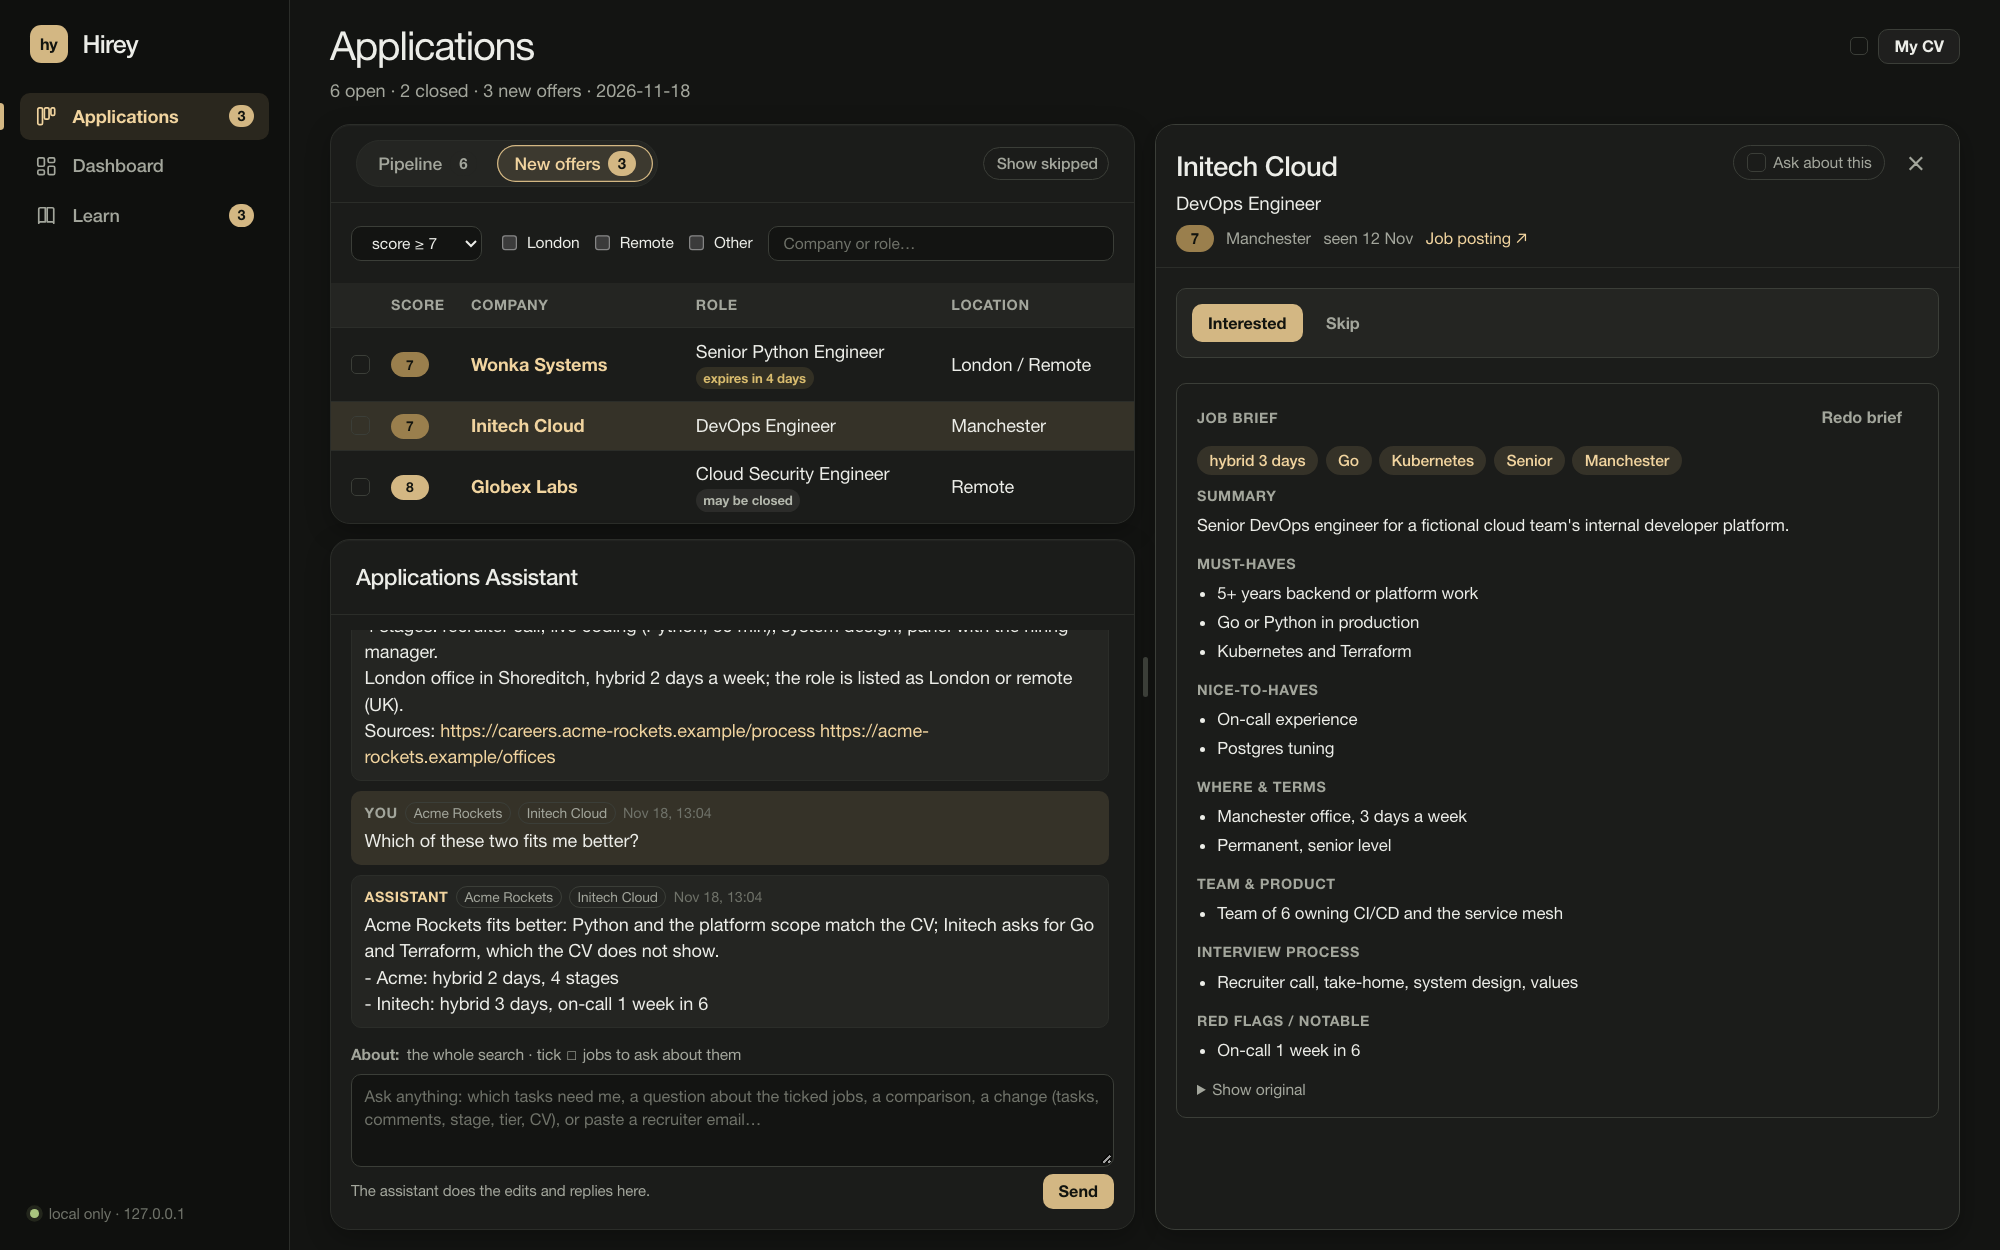 hy Hirey
Applications 3
Dashboard
Learn 3
local only · 127.0.0.1
Applications
6 open · 2 closed · 3 new offers · 2026-11-18
My CV
Pipeline 6 New offers 3 Show skipped
score ≥ 7 London Remote Other Company or role…
SCORE COMPANY ROLE LOCATION
7 Wonka Systems Senior Python Engineer London / Remote
expires in 4 days
7 Initech Cloud DevOps Engineer Manchester
8 Globex Labs Cloud Security Engineer Remote
may be closed
Applications Assistant
manager.
London office in Shoreditch, hybrid 2 days a week; the role is listed as London or remote
(UK).
Sources: https://careers.acme-rockets.example/process https://acme-
rockets.example/offices
YOU Acme Rockets Initech Cloud Nov 18, 13:04
Which of these two fits me better?
ASSISTANT Acme Rockets Initech Cloud Nov 18, 13:04
Acme Rockets fits better: Python and the platform scope match the CV; Initech asks for Go
and Terraform, which the CV does not show.
- Acme: hybrid 2 days, 4 stages
- Initech: hybrid 3 days, on-call 1 week in 6
About: the whole search · tick □ jobs to ask about them
Ask anything: which tasks need me, a question about the ticked jobs, a comparison, a change (tasks,
comments, stage, tier, CV), or paste a recruiter email…
The assistant does the edits and replies here.
Send
Initech Cloud
Ask about this ×
DevOps Engineer
7 Manchester seen 12 Nov Job posting ↗
Interested Skip
JOB BRIEF Redo brief
hybrid 3 days Go Kubernetes Senior Manchester
SUMMARY
Senior DevOps engineer for a fictional cloud team's internal developer platform.
MUST-HAVES
• 5+ years backend or platform work
• Go or Python in production
• Kubernetes and Terraform
NICE-TO-HAVES
• On-call experience
• Postgres tuning
WHERE & TERMS
• Manchester office, 3 days a week
• Permanent, senior level
TEAM & PRODUCT
• Team of 6 owning CI/CD and the service mesh
INTERVIEW PROCESS
• Recruiter call, take-home, system design, values
RED FLAGS / NOTABLE
• On-call 1 week in 6
▶ Show original